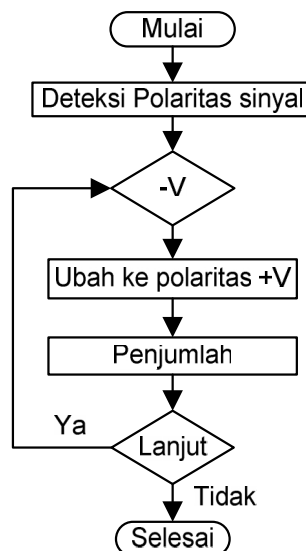 Mulai
Deteksi Polaritas sinyal
-V
Ubah ke polaritas +V
Penjumlah
Ya
Lanjut
Tidak
Selesai